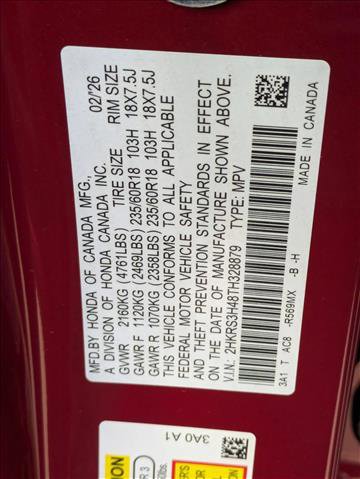 MFD.BY HONDA OF CANADA MFG., 02/26
A DIVISION OF HONDA CANADA INC.
TIRE SIZE RIM SIZE
GVWR 2160KG (4761LBS)
GAWR F 1120KG (2469LBS) 235/60R18 103H 18X7.5J
GAWR R 1070KG (2358LBS) 235/60R18 103H 18X7.5J
THIS VEHICLE CONFORMS TO ALL APPLICABLE
FEDERAL MOTOR VEHICLE SAFETY
AND THEFT PREVENTION STANDARDS IN EFFECT
ON THE DATE OF MANUFACTURE SHOWN ABOVE.
V.I.N.: 2HKRS3H48TH328879 TYPE: MPV
3A1 T AC8 -R569MX -B -H MADE IN CANADA
3A0 A1